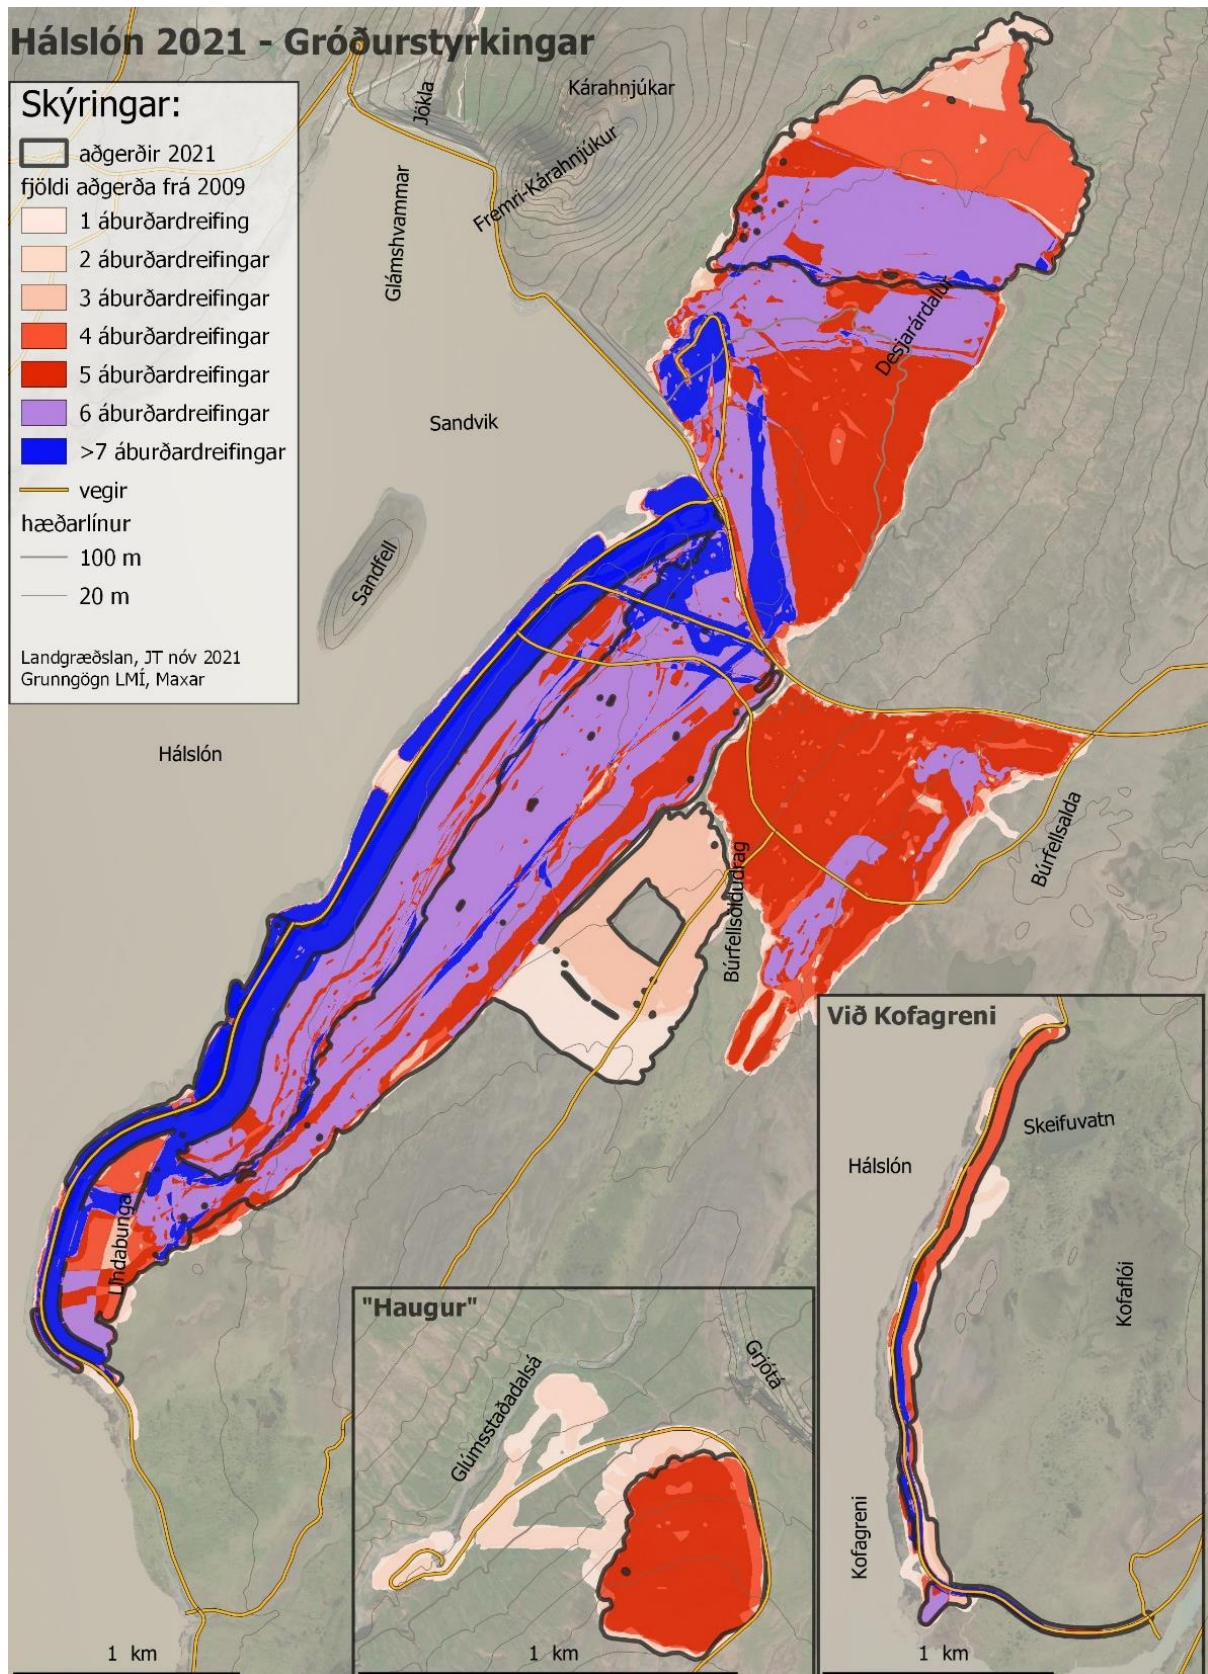 Hálslón 2021 - Gróðurstyrkingar
Skýringar:
aðgerðir 2021
fjöldi aðgerða frá 2009
1 áburðardreifing
2 áburðardreifingar
3 áburðardreifingar
4 áburðardreifingar
5 áburðardreifingar
6 áburðardreifingar
>7 áburðardreifingar
vegir
hæðarlínur
100 m
20 m
Landgræðslan, JT nóv 2021
Grunngögn LMÍ, Maxar
Jökla
Kárahnjúkar
Fremri-Kárahnjúkur
Glámshvammar
Desjarárdalur
Sandvik
Sandfell
Hálslón
Búrfellsalda
Búrfellsöldudrag
Lindabunga
Við Kofagreni
Skeifuvatn
Hálslón
Kofaflói
Kofagreni
1 km
"Haugur"
Glúmsstaðadalsá
Grjótá
1 km
1 km